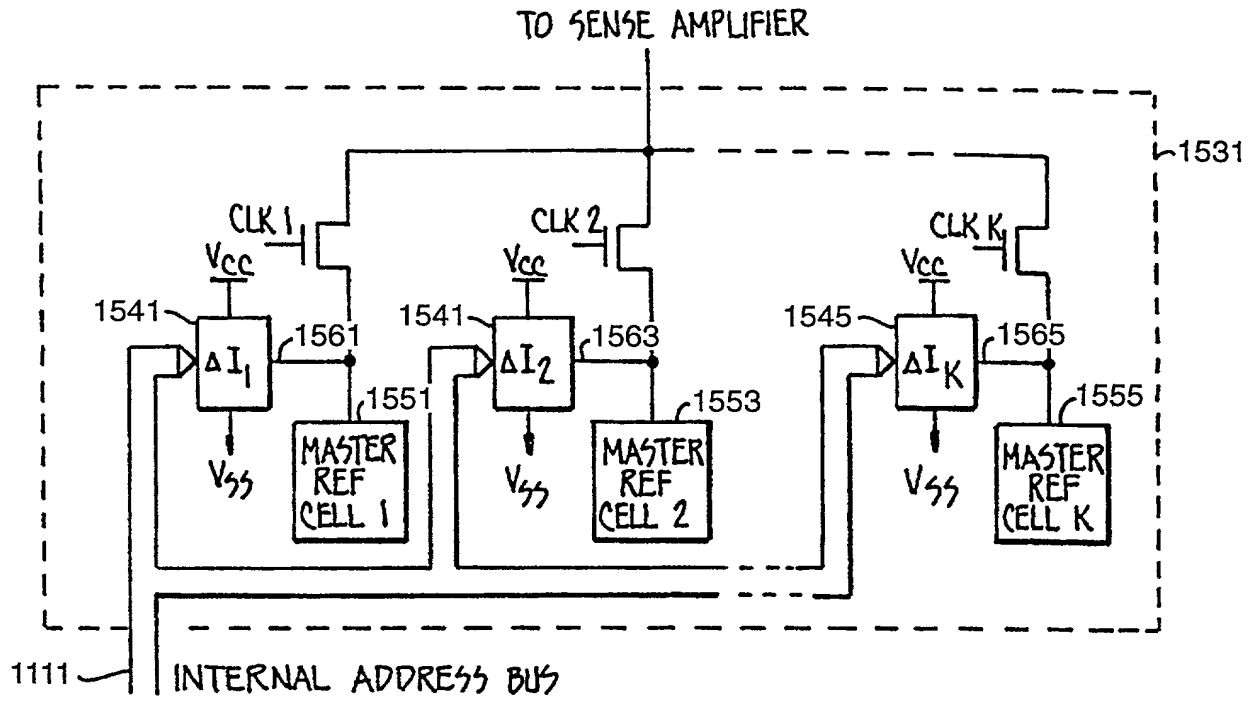 TO SENSE AMPLIFIER
1531
CLK 1
CLK 2
CLK K
VCC
VCC
VCC
1541
1541
1545
ΔI1
1561
ΔI2
1563
ΔIK
1565
1551
1553
1555
VSS
VSS
VSS
MASTER
REF
CELL 1
MASTER
REF
CELL 2
MASTER
REF
CELL K
1111
INTERNAL ADDRESS BUS